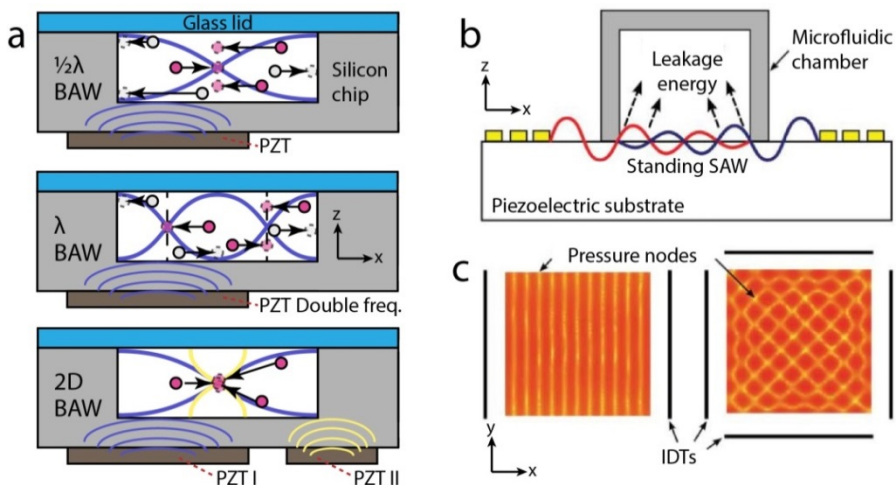 a
Glass lid
½λ
BAW
Silicon
chip
PZT
λ
BAW
z
x
PZT Double freq.
2D
BAW
PZT I
PZT II
b
z
x
Leakage
energy
Microfluidic
chamber
Standing SAW
Piezoelectric substrate
c
Pressure nodes
y
x
IDTs